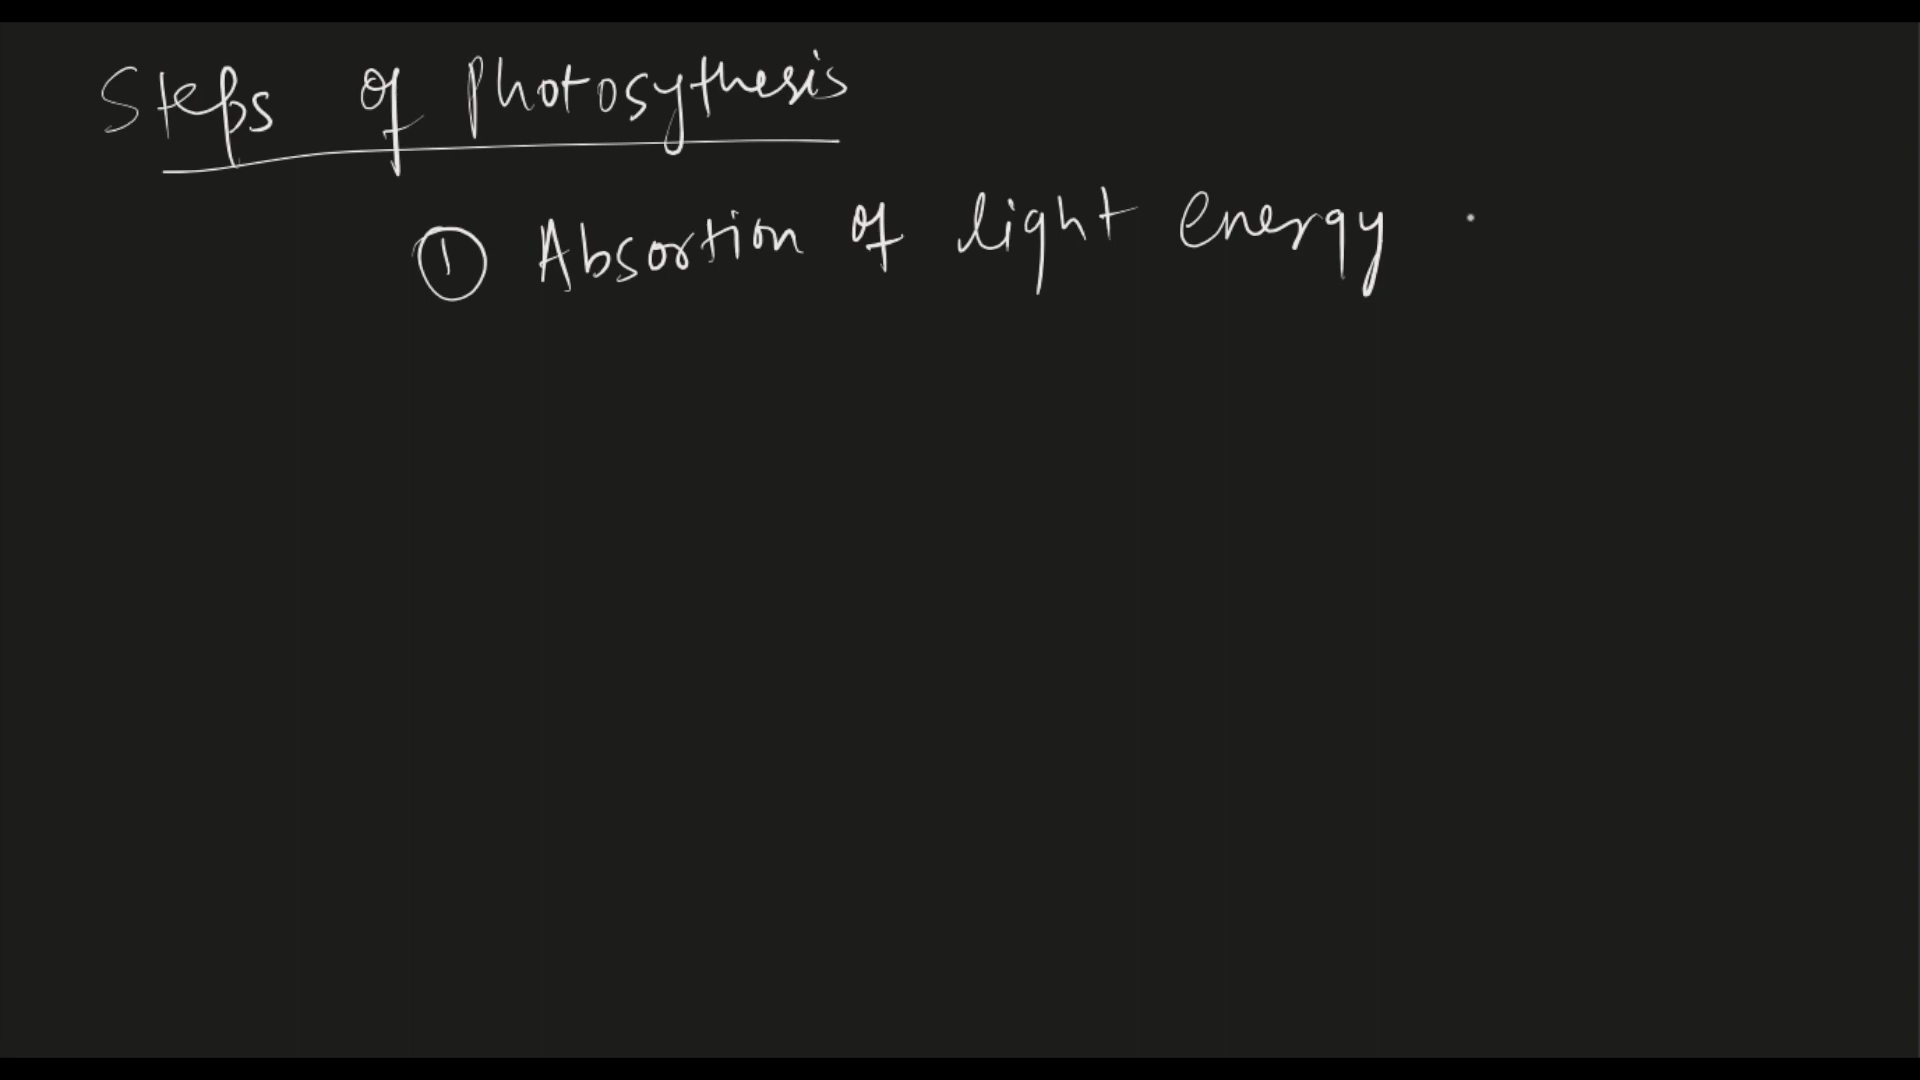 Steps of Photosythesis
① Absortion of light energy .